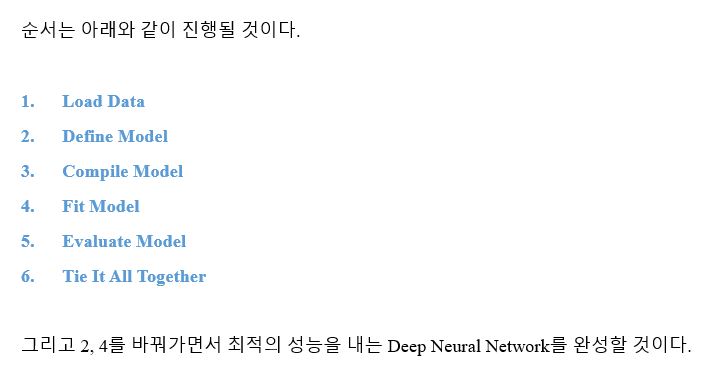 순서는 아래와 같이 진행될 것이다.
1. Load Data
2. Define Model
3. Compile Model
4. Fit Model
5. Evaluate Model
6. Tie It All Together
그리고 2, 4를 바꿔가면서 최적의 성능을 내는 Deep Neural Network를 완성할 것이다.